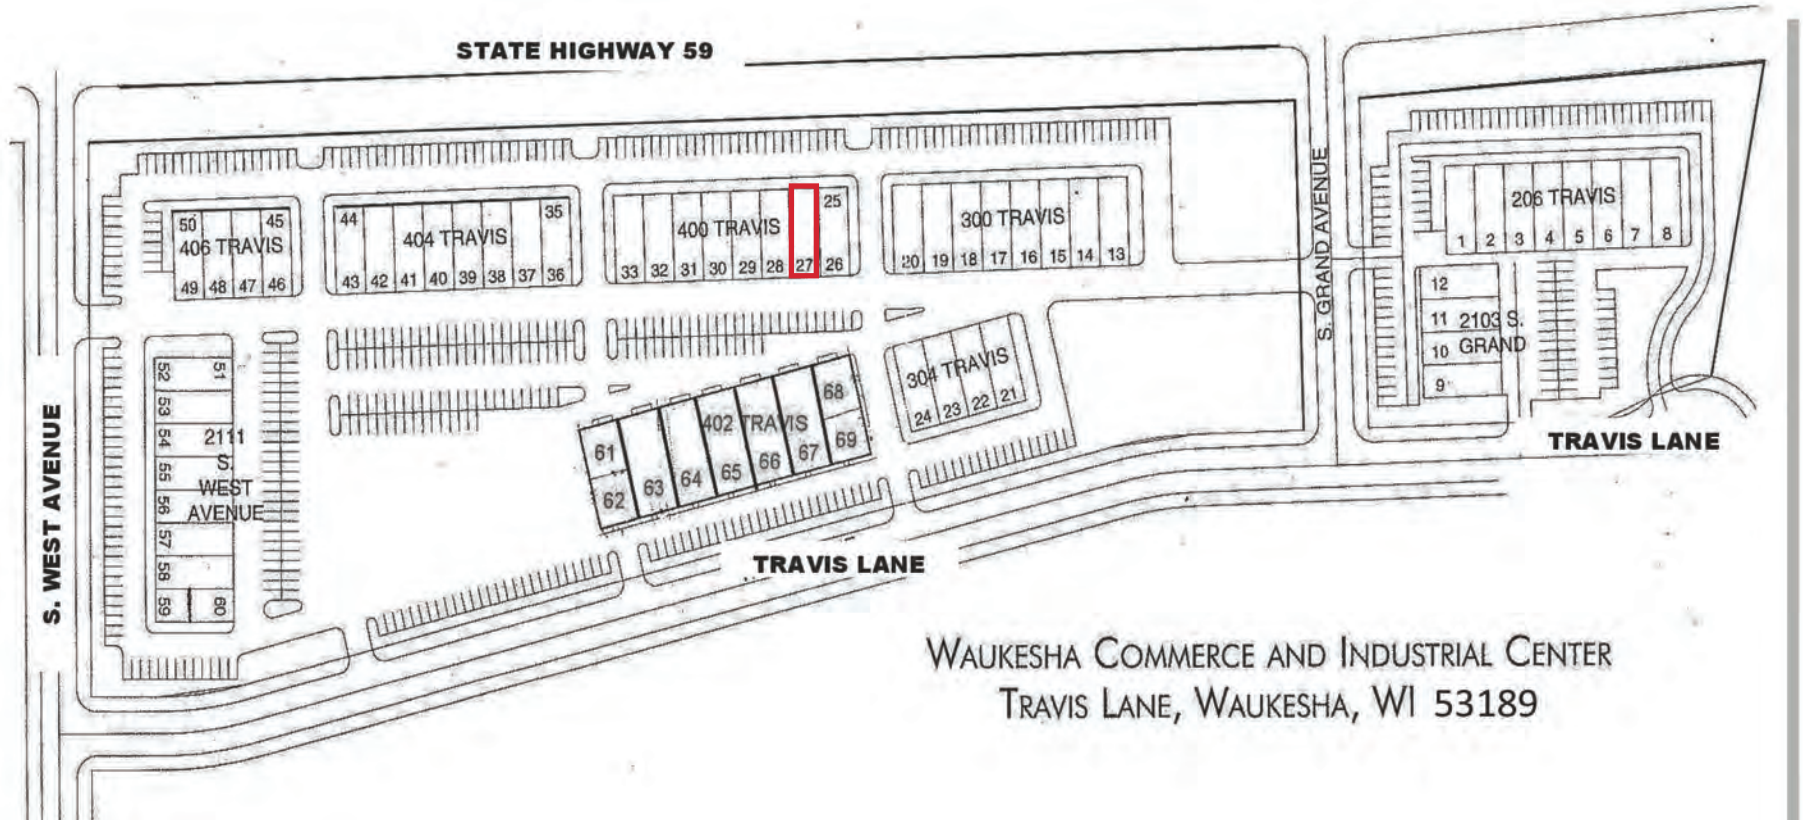 STATE HIGHWAY 59
S. WEST AVENUE
50 45
406 TRAVIS
49 48 47 46
44 35
404 TRAVIS
43 42 41 40 39 38 37 36
25
400 TRAVIS
33 32 31 30 29 28 27 26
300 TRAVIS
20 19 18 17 16 15 14 13
S. GRAND AVENUE
206 TRAVIS
1 2 3 4 5 6 7 8
12
11
10
9
2103 S.
GRAND
TRAVIS LANE
304 TRAVIS
24 23 22 21
68
402 TRAVIS
61
62 63 64 65 66 67 69
52 51
53
54
55
56
57
58
59 60
2111
S.
WEST
AVENUE
TRAVIS LANE
WAUKESHA COMMERCE AND INDUSTRIAL CENTER
TRAVIS LANE, WAUKESHA, WI 53189